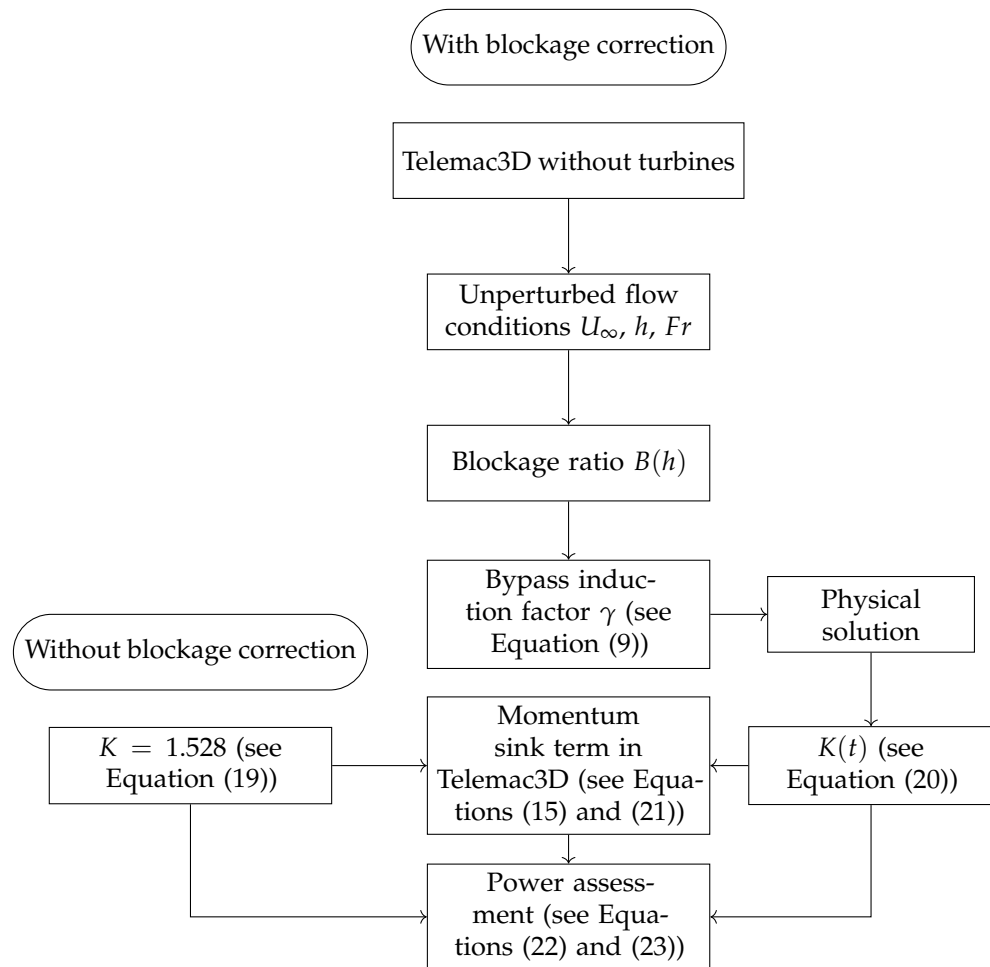 With blockage correction
Telemac3D without turbines
Unperturbed flow
conditions U∞, h, Fr
Blockage ratio B(h)
Bypass induc-
tion factor γ (see
Equation (9))
Physical
solution
Without blockage correction
K = 1.528 (see
Equation (19))
Momentum
sink term in
Telemac3D (see Equa-
tions (15) and (21))
K(t) (see
Equation (20))
Power assess-
ment (see Equa-
tions (22) and (23))